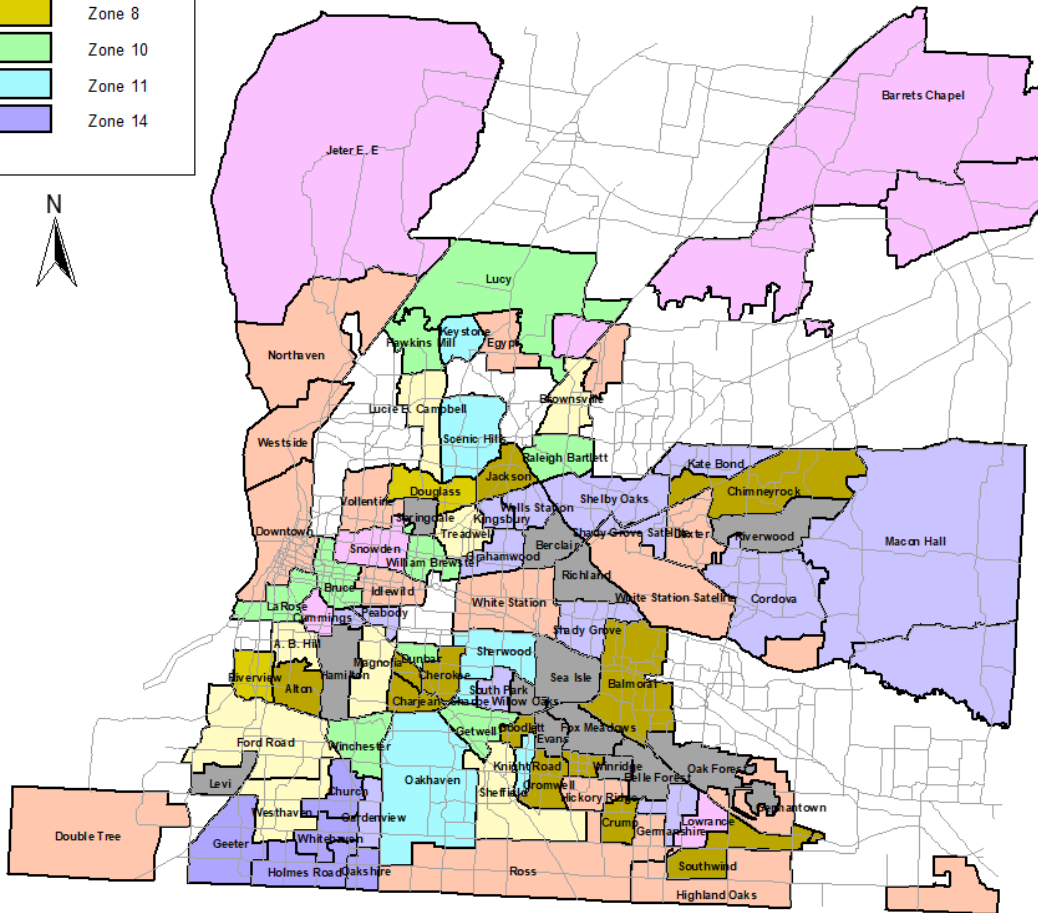 Zone 8
Zone 10
Zone 11
Zone 14
N
Barrets Chapel
Jeter E. E
Lucy
Keystone
Hawkins Mill
Egypt
Northaven
Brownsville
Lucie E. Campbell
Westside
Scenic Hills
Raleigh Bartlett
Kate Bond
Jackson
Douglass
Chimneyrock
Vollentine
Shelby Oaks
Wells Station
Springdale
Kingsbury
Downtown
Treadwell
Shady Grove Satellite
Dexter
Riverwood
Macon Hall
Snowden
Berclair
William Brewster
Grahamwood
Richland
Bruce
Idlewild
White Station
White Station Satellite
Cordova
LaRose
Cummings
Peabody
Shady Grove
A. B. Hill
Sherwood
Magnolia
Dunbar
Riverview
Hamilton
Cherokee
Sea Isle
Alton
South Park
Balmoral
Charjean
Sharpe
Willow Oaks
Goodlett
Fox Meadows
Getwell
Evans
Ford Road
Winchester
Knight Road
Winridge
Oak Forest
Levi
Oakhaven
Belle Forest
Cromwell
Church
Sheffield
Hickory Ridge
Germantown
Westhaven
Gardenview
Crump
Lowrance
Double Tree
Germanshire
Geeter
Whitehaven
Southwind
Holmes Road
Oakshire
Ross
Highland Oaks